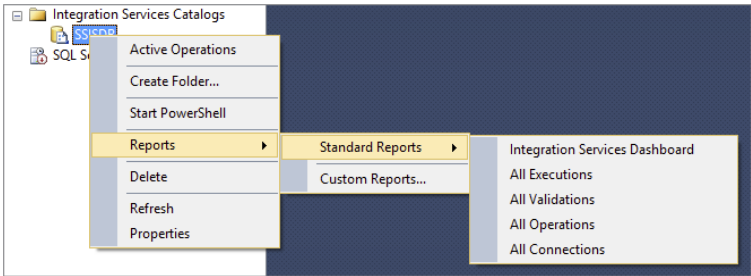 Integration Services Catalogs
SSISDB
SQL S
Active Operations
Create Folder...
Start PowerShell
Reports
Delete
Refresh
Properties
Standard Reports
Custom Reports...
Integration Services Dashboard
All Executions
All Validations
All Operations
All Connections